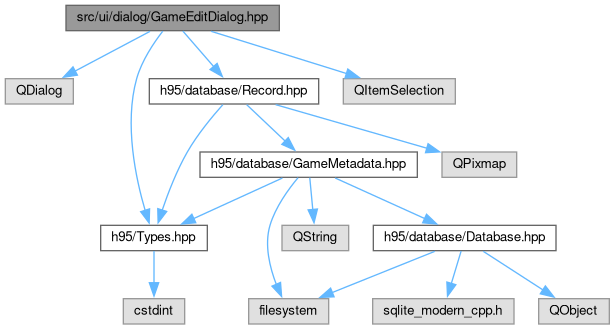 src/ui/dialog/GameEditDialog.hpp
QDialog
h95/database/Record.hpp
QItemSelection
h95/database/GameMetadata.hpp
QPixmap
h95/Types.hpp
QString
h95/database/Database.hpp
cstdint
filesystem
sqlite_modern_cpp.h
QObject